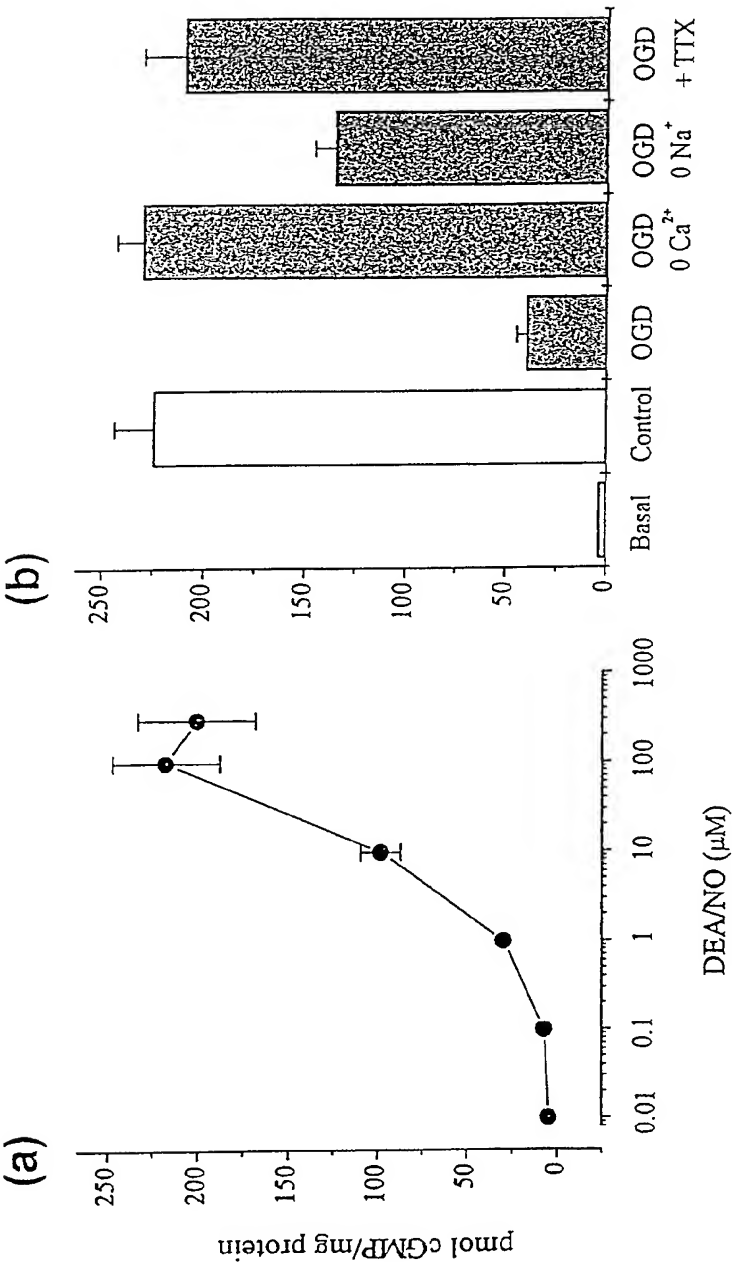 (a)
pmol cGMP/mg protein
250
200
150
100
50
0
0.01 0.1 1 10 100 1000
DEA/NO (µM)
(b)
250
200
150
100
50
0
Basal Control OGD OGD OGD OGD
0 Ca²⁺ 0 Na⁺ + TTX